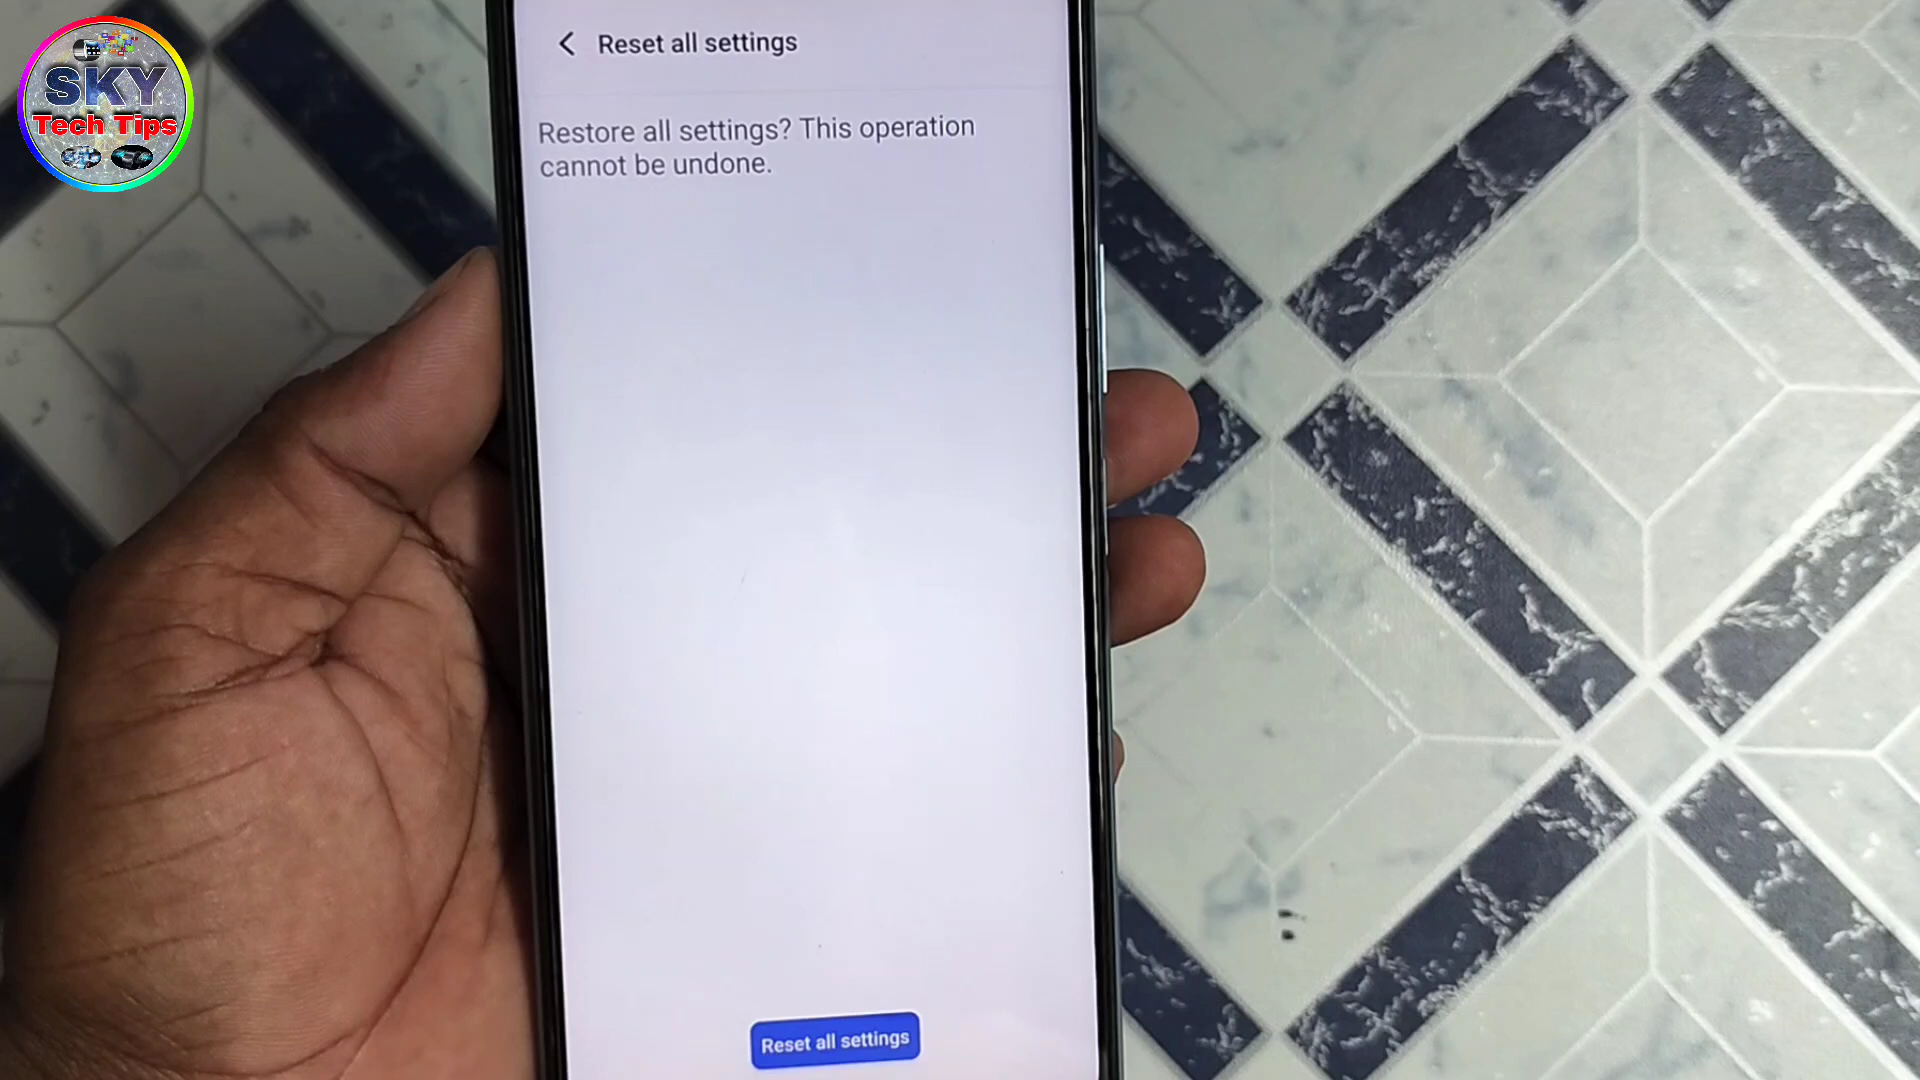 SKY
Tech Tips
Reset all settings
Restore all settings? This operation
cannot be undone.
Reset all settings